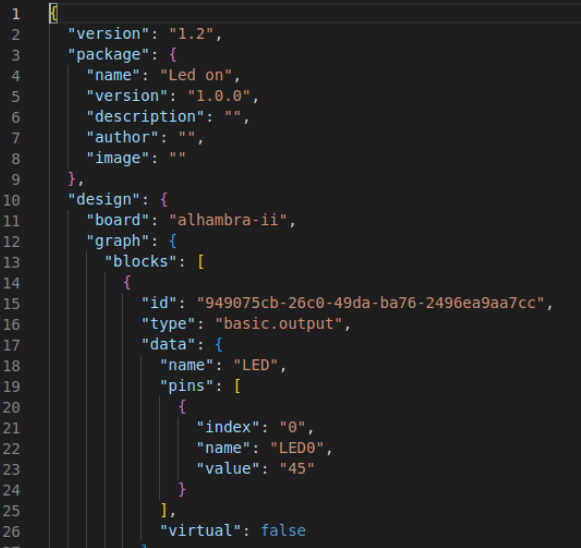 1 {
2 "version": "1.2",
3 "package": {
4 "name": "Led on",
5 "version": "1.0.0",
6 "description": "",
7 "author": "",
8 "image": ""
9 },
10 "design": {
11 "board": "alhambra-ii",
12 "graph": {
13 "blocks": [
14 {
15 "id": "949075cb-26c0-49da-ba76-2496ea9aa7cc",
16 "type": "basic.output",
17 "data": {
18 "name": "LED",
19 "pins": [
20 {
21 "index": "0",
22 "name": "LED0",
23 "value": "45"
24 }
25 ],
26 "virtual": false